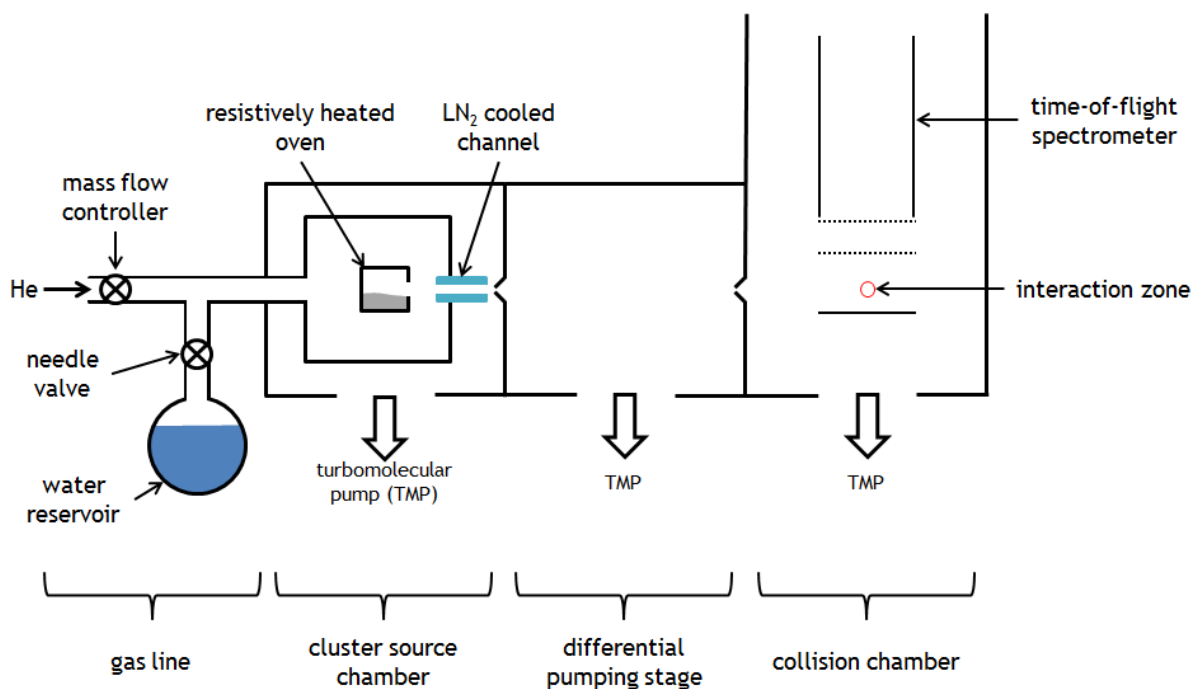 resistively heated
oven
LN₂ cooled
channel
time-of-flight
spectrometer
mass flow
controller
He
interaction zone
needle
valve
water
reservoir
turbomolecular
pump (TMP)
TMP
TMP
gas line
cluster source
chamber
differential
pumping stage
collision chamber